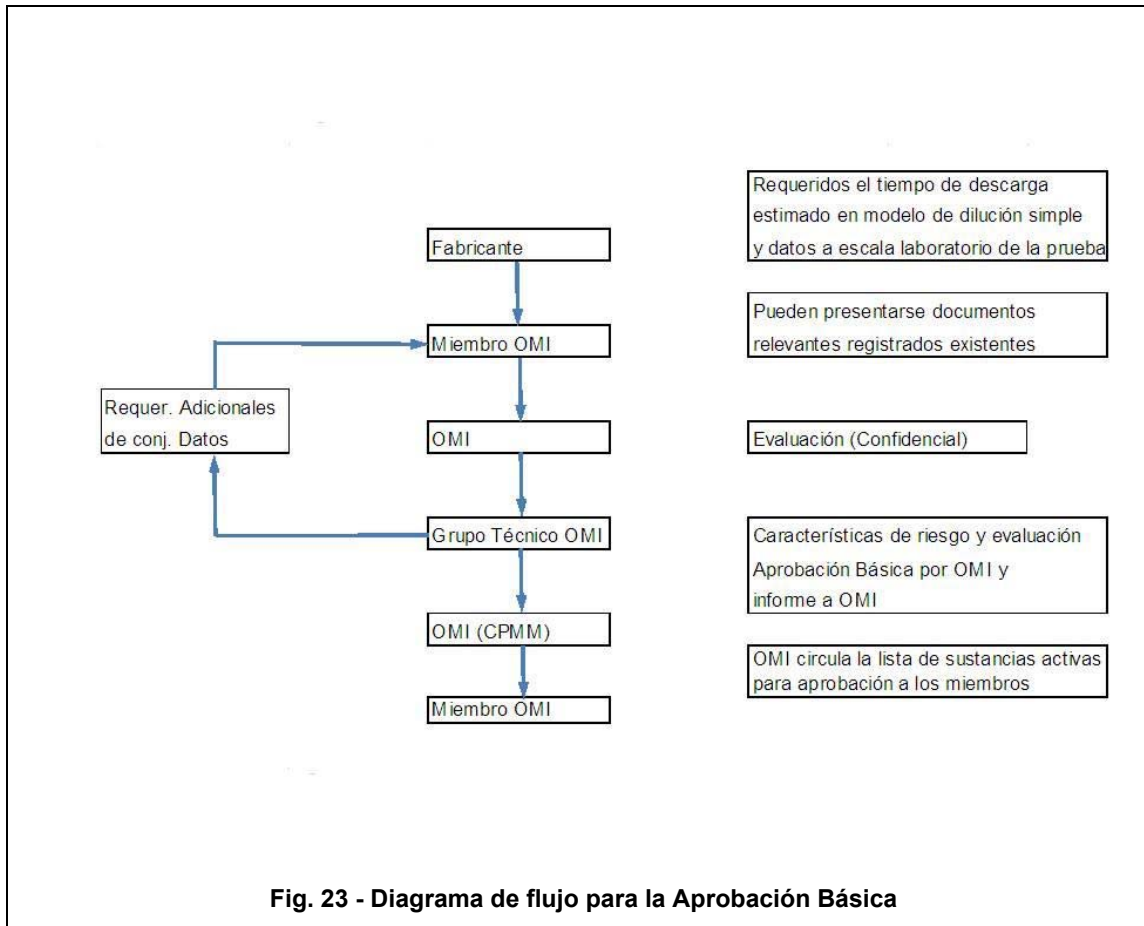 Requeridos el tiempo de descarga
estimado en modelo de dilución simple
y datos a escala laboratorio de la prueba
Fabricante
Pueden presentarse documentos
relevantes registrados existentes
Miembro OMI
Requer. Adicionales
de conj. Datos
OMI
Evaluación (Confidencial)
Grupo Técnico OMI
Características de riesgo y evaluación
Aprobación Básica por OMI y
informe a OMI
OMI (CPMM)
OMI circula la lista de sustancias activas
para aprobación a los miembros
Miembro OMI
Fig. 23 - Diagrama de flujo para la Aprobación Básica